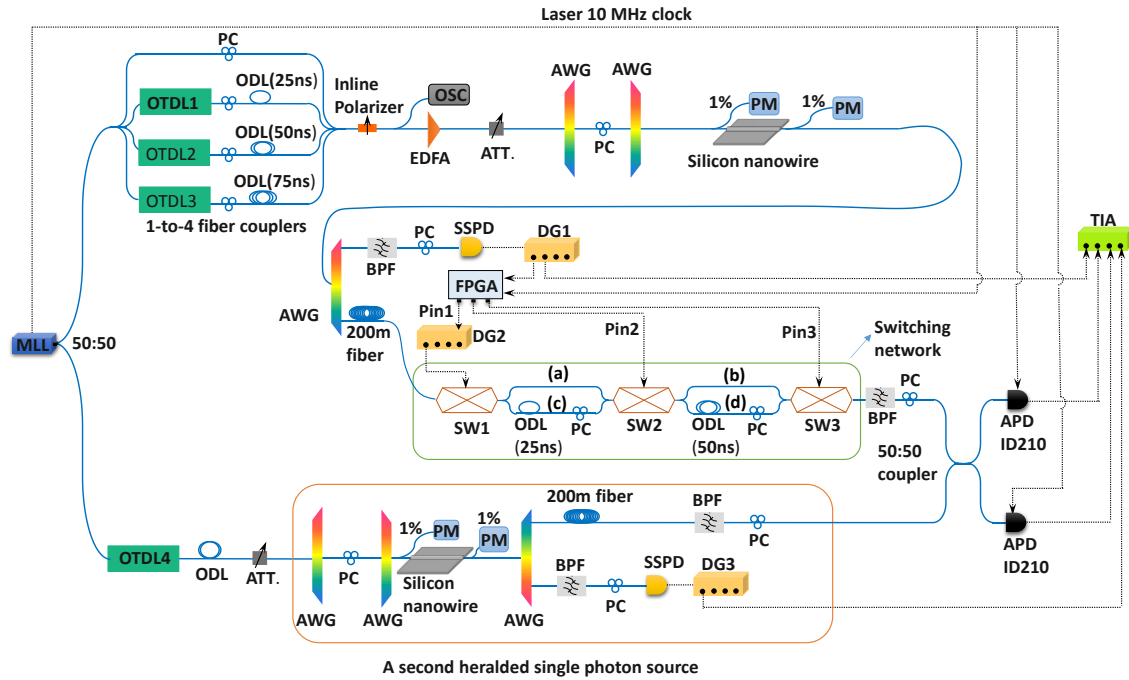 Laser 10 MHz clock
PC
ODL(25ns)
OTDL1
ODL(50ns)
OTDL2
ODL(75ns)
OTDL3
1-to-4 fiber couplers
Inline
Polarizer
OSC
EDFA
ATT.
AWG
PC
AWG
1%
PM
1%
PM
Silicon nanowire
TIA
AWG
BPF
PC
SSPD
DG1
FPGA
200m
fiber
Pin1
DG2
Pin2
Pin3
Switching
network
MLL
50:50
SW1
(a)
(c)
ODL
(25ns)
PC
SW2
(b)
(d)
ODL
(50ns)
PC
SW3
BPF
PC
50:50
coupler
APD
ID210
APD
ID210
OTDL4
ODL
ATT.
AWG
PC
AWG
1%
PM
1%
PM
Silicon
nanowire
AWG
200m fiber
BPF
PC
BPF
PC
SSPD
DG3
A second heralded single photon source